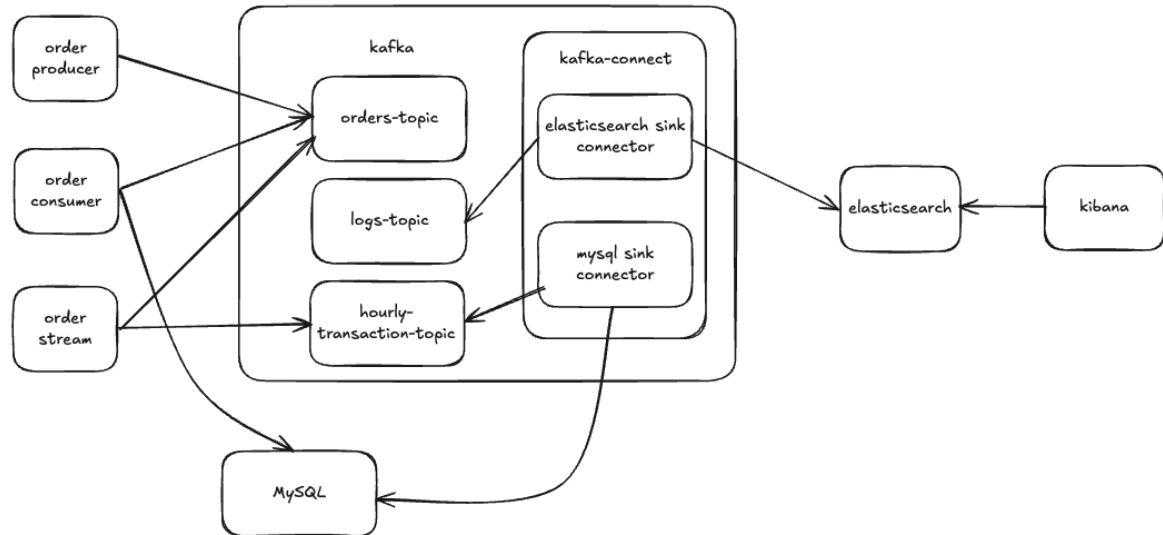 order
producer
kafka
kafka-connect
orders-topic
elasticsearch sink
connector
order
consumer
logs-topic
elasticsearch
kibana
mysql sink
connector
order
stream
hourly-
transaction-topic
MySQL